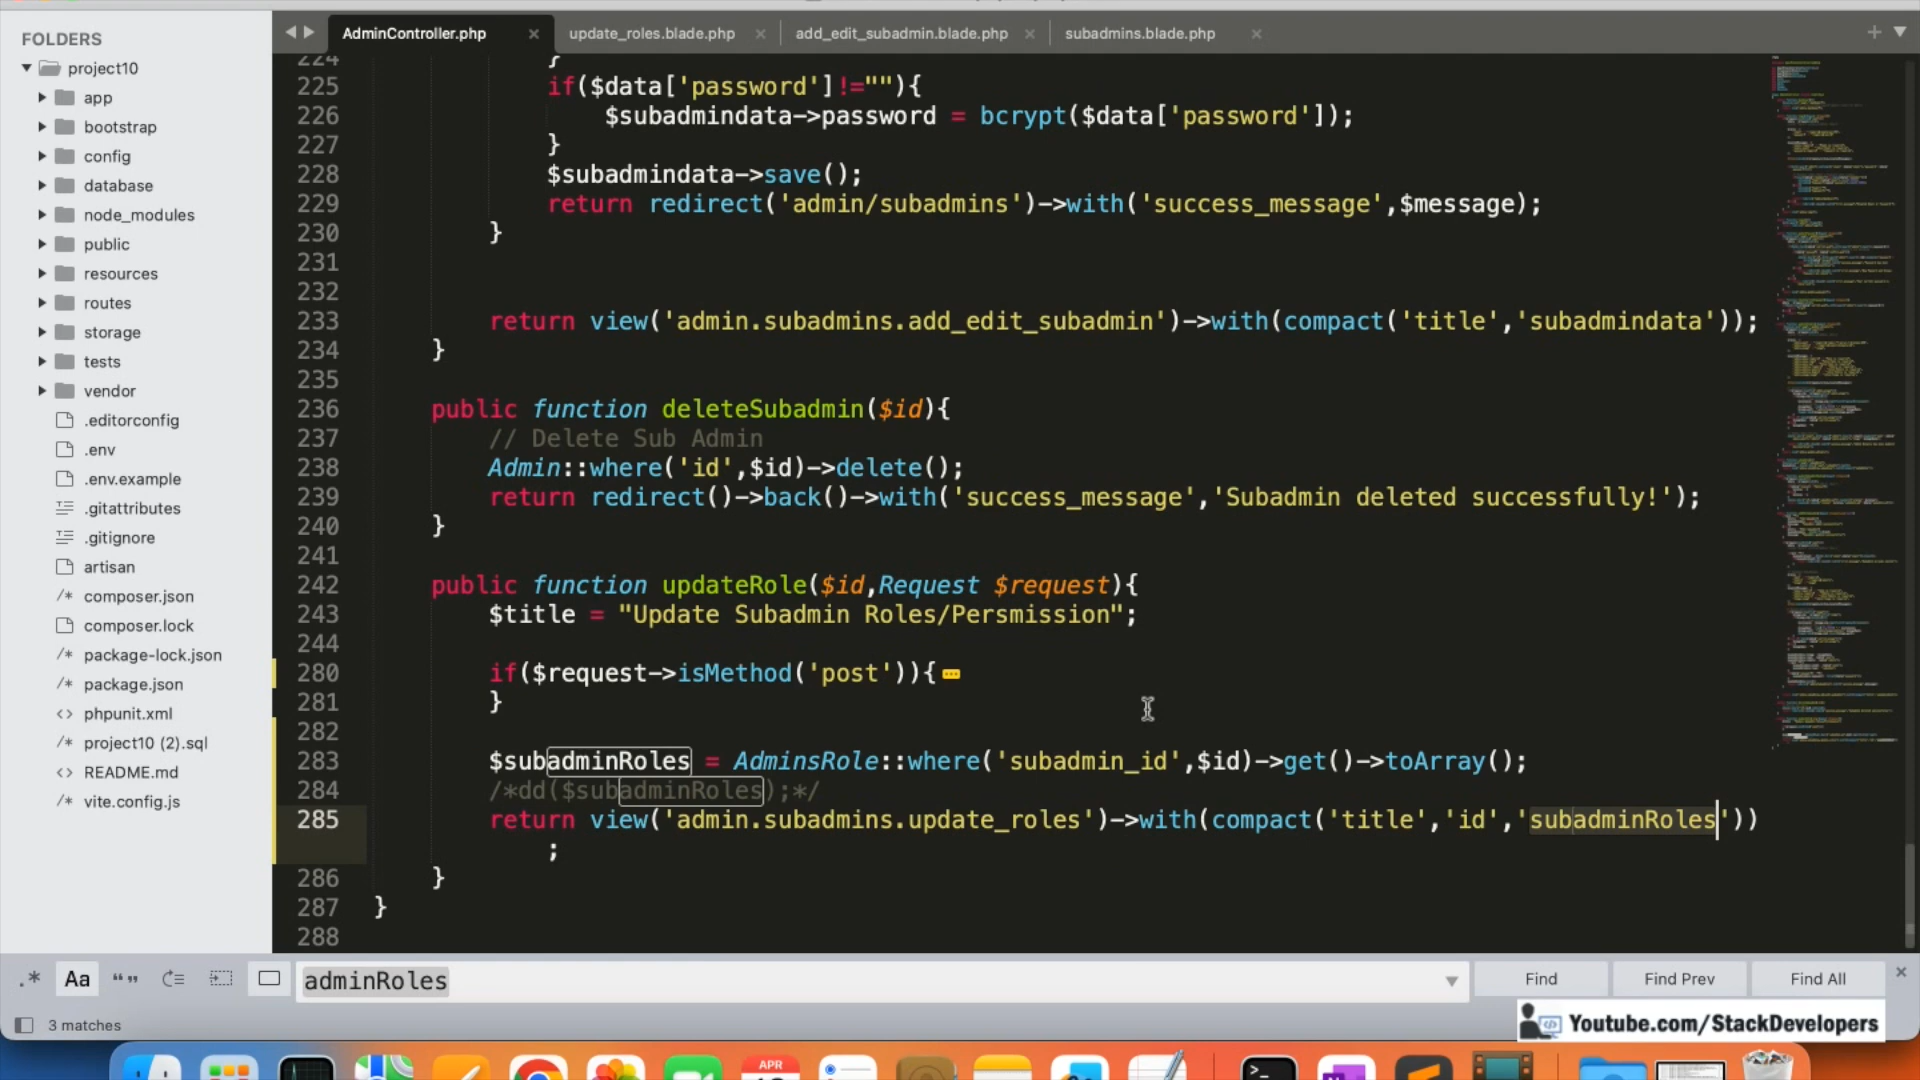 AdminController.php × update_roles.blade.php × add_edit_subadmin.blade.php × subadmins.blade.php ×
FOLDERS
project10
app
bootstrap
config
database
node_modules
public
resources
routes
storage
tests
vendor
.editorconfig
.env
.env.example
.gitattributes
.gitignore
artisan
composer.json
composer.lock
package-lock.json
package.json
phpunit.xml
project10 (2).sql
README.md
vite.config.js
224 }
225 if($data['password']!=""){
226 $subadmindata->password = bcrypt($data['password']);
227 }
228 $subadmindata->save();
229 return redirect('admin/subadmins')->with('success_message',$message);
230 }
231
232
233 return view('admin.subadmins.add_edit_subadmin')->with(compact('title','subadmindata'));
234 }
235
236 public function deleteSubadmin($id){
237 // Delete Sub Admin
238 Admin::where('id',$id)->delete();
239 return redirect()->back()->with('success_message','Subadmin deleted successfully!');
240 }
241
242 public function updateRole($id,Request $request){
243 $title = "Update Subadmin Roles/Persmission";
244
280 if($request->isMethod('post')){
281 }
282
283 $subadminRoles = AdminsRole::where('subadmin_id',$id)->get()->toArray();
284 /*dd($subadminRoles);*/
285 return view('admin.subadmins.update_roles')->with(compact('title','id','subadminRoles'))
;
286 }
287 }
288
.* Aa “” adminRoles Find Find Prev Find All ×
3 matches
Youtube.com/StackDevelopers
APR